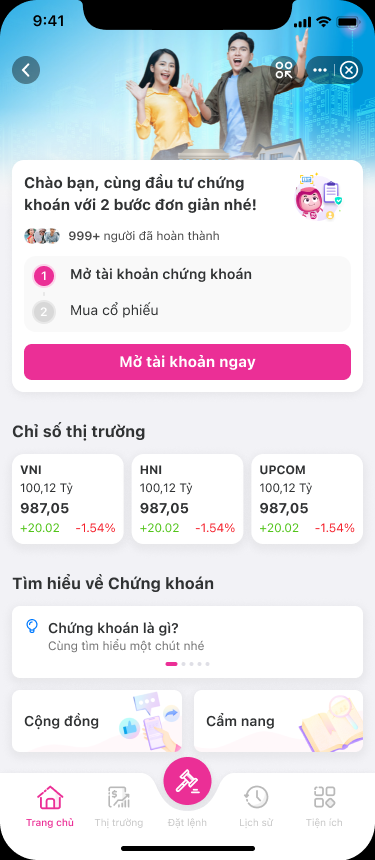 9:41
Chào bạn, cùng đầu tư chứng
khoán với 2 bước đơn giản nhé!
999+ người đã hoàn thành
1 Mở tài khoản chứng khoán
2 Mua cổ phiếu
Mở tài khoản ngay
Chỉ số thị trường
VNI HNI UPCOM
100,12 Tỷ 100,12 Tỷ 100,12 Tỷ
987,05 987,05 987,05
+20.02 -1.54% +20.02 -1.54% +20.02 -1.54%
Tìm hiểu về Chứng khoán
Chứng khoán là gì?
Cùng tìm hiểu một chút nhé
Cộng đồng Cẩm nang
Trang chủ Thị trường Đặt lệnh Lịch sử Tiện ích